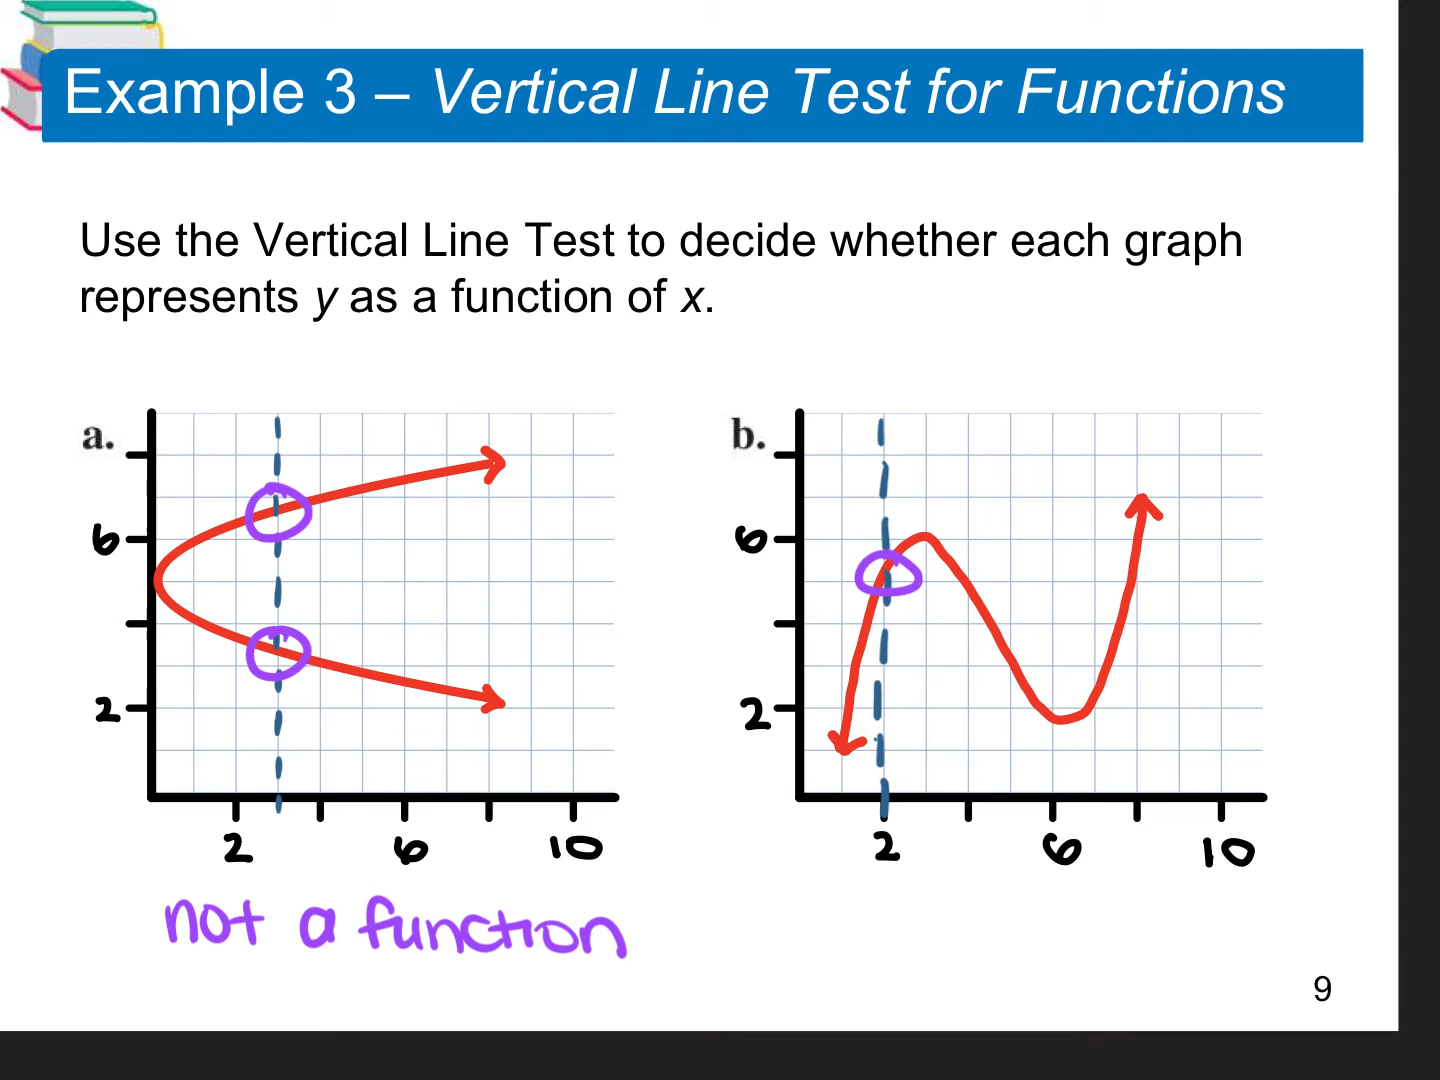 Example 3 – Vertical Line Test for Functions
Use the Vertical Line Test to decide whether each graph
represents y as a function of x.
a.
6
2
2 6 10
not a function
b.
6
2
2 6 10
9